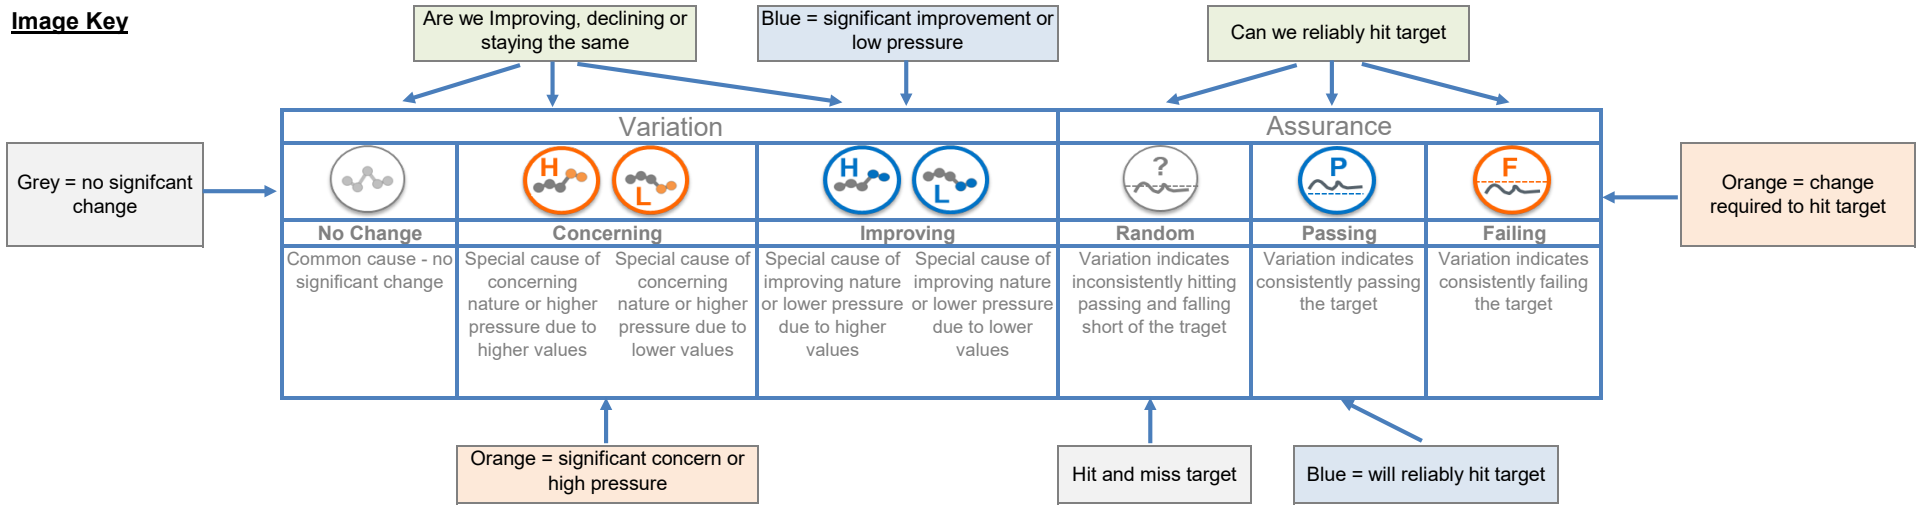 Image Key
Are we Improving, declining or
staying the same
Blue = significant improvement or
low pressure
Can we reliably hit target
Variation
Assurance
Grey = no signifcant
change
H
L
H
L
?
P
F
Orange = change
required to hit target
No Change
Concerning
Improving
Random
Passing
Failing
Common cause - no
significant change
Special cause of
concerning
nature or higher
pressure due to
higher values
Special cause of
concerning
nature or higher
pressure due to
lower values
Special cause of
improving nature
or lower pressure
due to higher
values
Special cause of
improving nature
or lower pressure
due to lower
values
Variation indicates
inconsistently hitting
passing and falling
short of the traget
Variation indicates
consistently passing
the target
Variation indicates
consistently failing
the target
Orange = significant concern or
high pressure
Hit and miss target
Blue = will reliably hit target